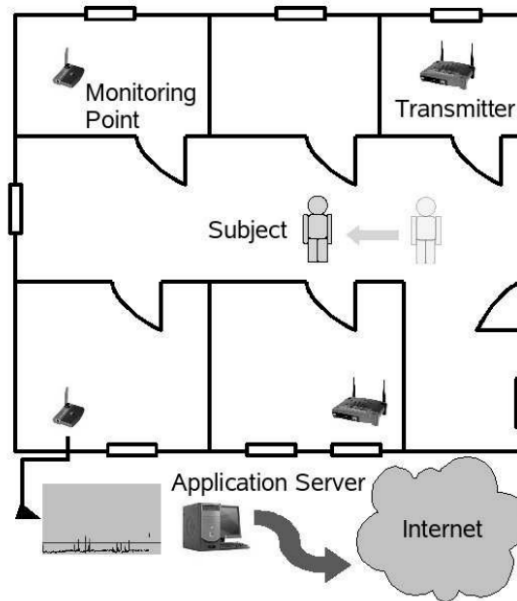 Monitoring
Point
Transmitter
Subject
Application Server
Internet